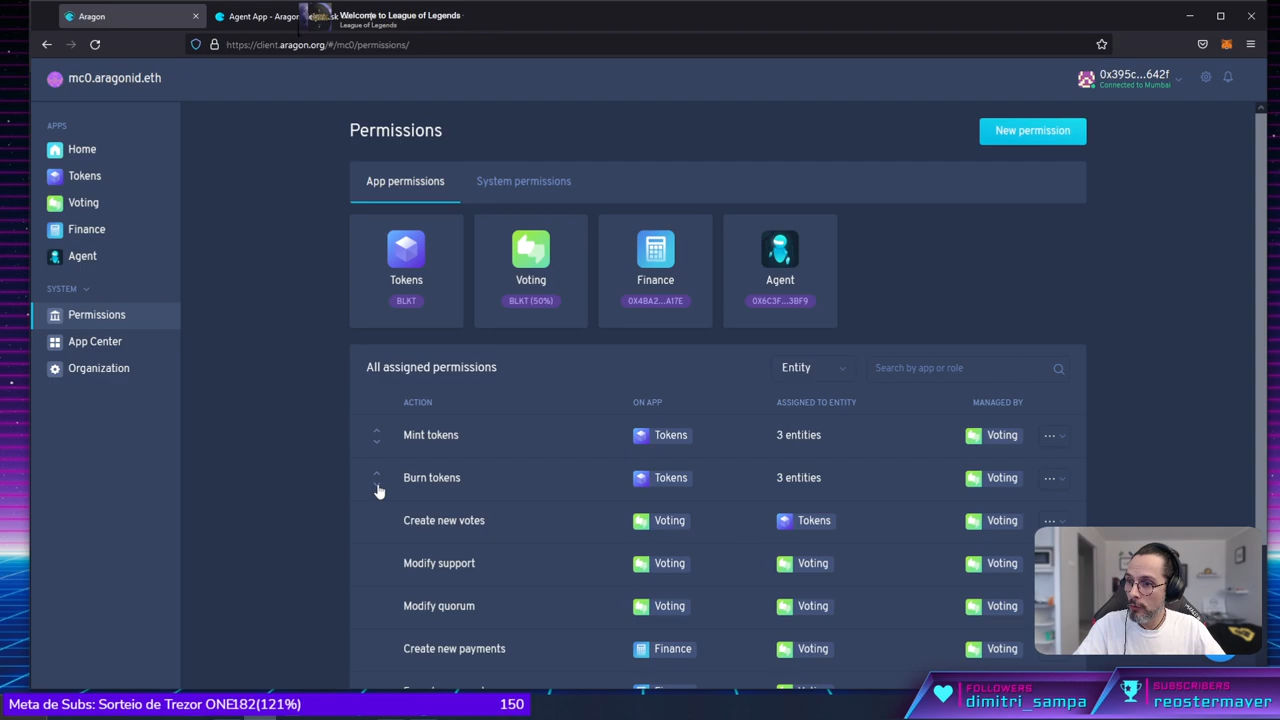 Aragon
Agent App - Aragon
Welcome to League of Legends
League of Legends
https://client.aragon.org/#/mc0/permissions/
mc0.aragonid.eth
0x395c...642f
Connected to Mumbai
APPS
Home
Tokens
Voting
Finance
Agent
SYSTEM
Permissions
App Center
Organization
Permissions
New permission
App permissions
System permissions
Tokens
BLKT
Voting
BLKT (50%)
Finance
0X4BA2...A17E
Agent
0X6C3F...3BF9
All assigned permissions
Entity
Search by app or role
ACTION
ON APP
ASSIGNED TO ENTITY
MANAGED BY
Mint tokens
Tokens
3 entities
Voting
Burn tokens
Tokens
3 entities
Voting
Create new votes
Voting
Tokens
Voting
Modify support
Voting
Voting
Voting
Modify quorum
Voting
Voting
Voting
Create new payments
Finance
Voting
Meta de Subs: Sorteio de Trezor ONE182(121%)
150
FOLLOWERS
dimitri_sampa
SUBSCRIBERS
reostermayer